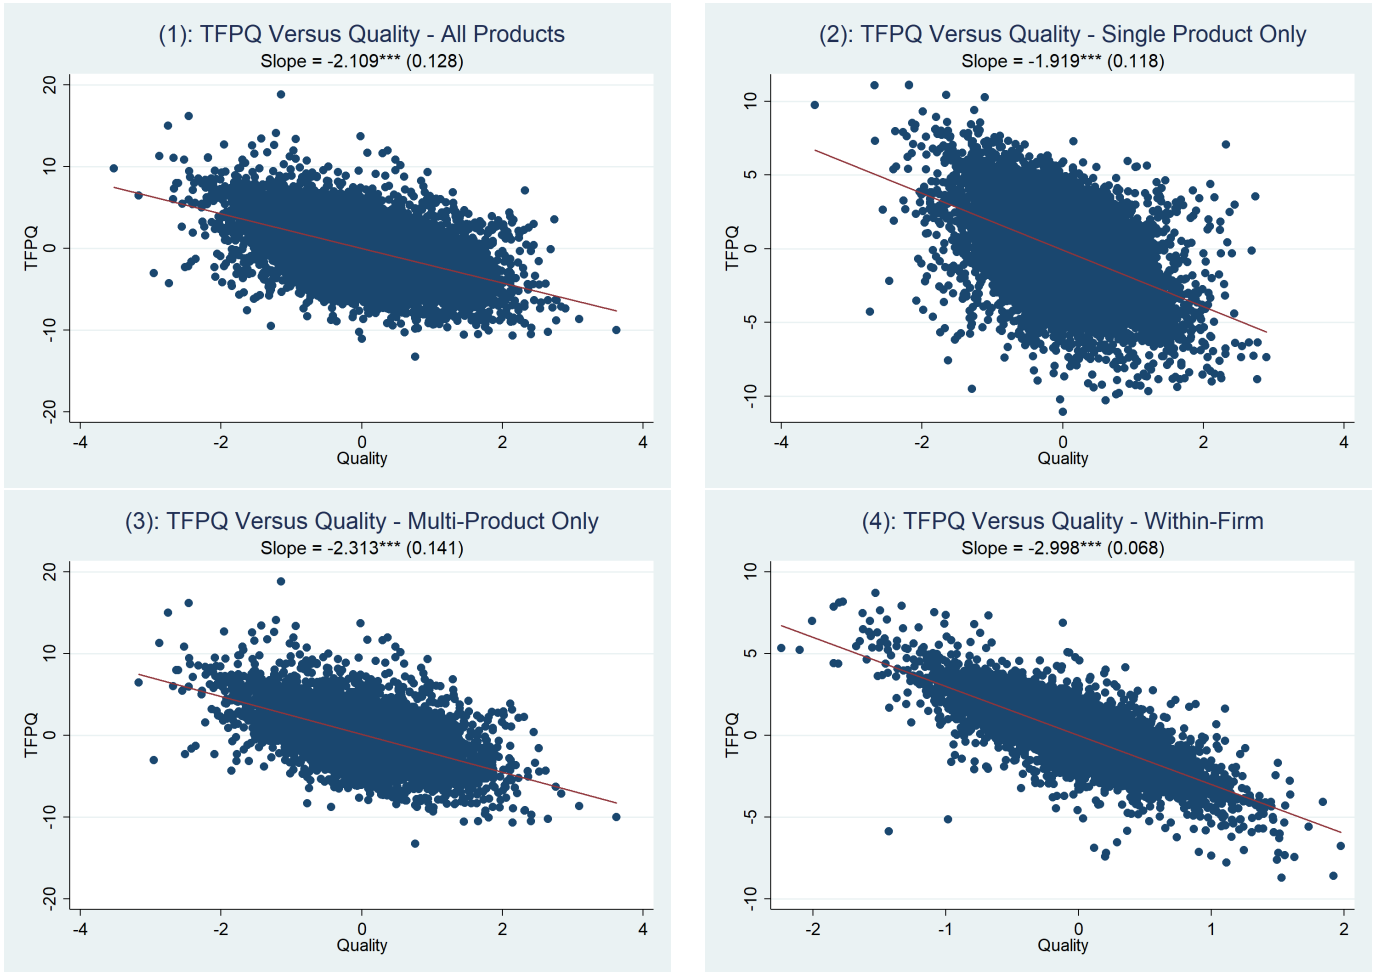 (1): TFPQ Versus Quality - All Products
Slope = -2.109*** (0.128)
20
10
0
-10
-20
TFPQ
-4
-2
0
2
4
Quality
(2): TFPQ Versus Quality - Single Product Only
Slope = -1.919*** (0.118)
10
5
0
-5
-10
TFPQ
-4
-2
0
2
4
Quality
(3): TFPQ Versus Quality - Multi-Product Only
Slope = -2.313*** (0.141)
20
10
0
-10
-20
TFPQ
-4
-2
0
2
4
Quality
(4): TFPQ Versus Quality - Within-Firm
Slope = -2.998*** (0.068)
10
5
0
-5
-10
TFPQ
-2
-1
0
1
2
Quality